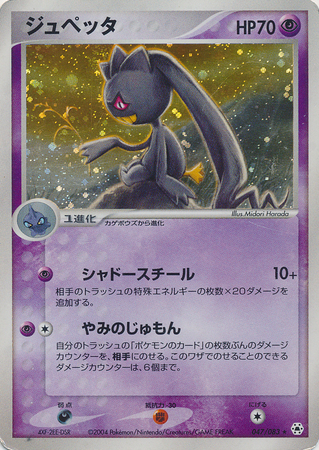 ジュペッタ HP70
Illus. Midori Harada
1進化 カゲボウズから進化
シャドースチール 10+
相手のトラッシュの特殊エネルギーの枚数×20ダメージを
追加する。
やみのじゅもん
自分のトラッシュの「ポケモンのカード」の枚数ぶんのダメー
ジカウンターを、相手にのせる。このワザでのせることのできる
ダメージカウンターは、6個まで。
弱点 抵抗力 -30 にげる
©2004 Pokémon/Nintendo/Creatures/GAME FREAK.